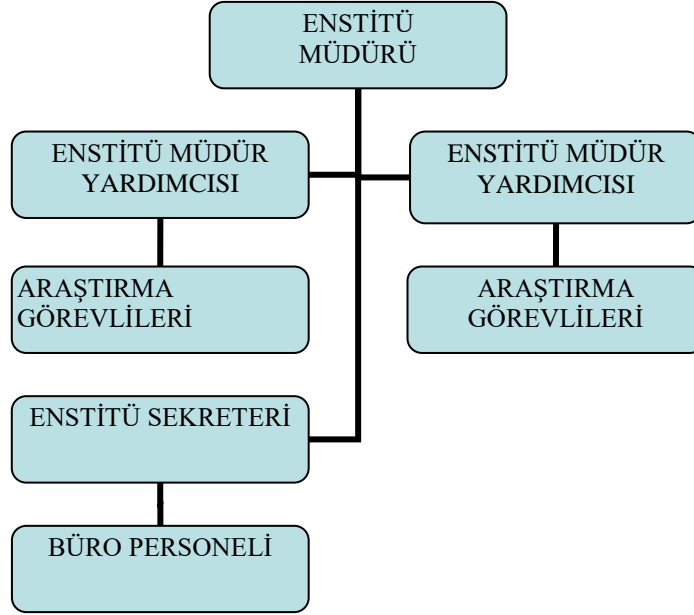 ENSTİTÜ
MÜDÜRÜ
ENSTİTÜ MÜDÜR
YARDIMCISI
ENSTİTÜ MÜDÜR
YARDIMCISI
ARAŞTIRMA
GÖREVLİLERİ
ARAŞTIRMA
GÖREVLİLERİ
ENSTİTÜ SEKRETERİ
BÜRO PERSONELİ